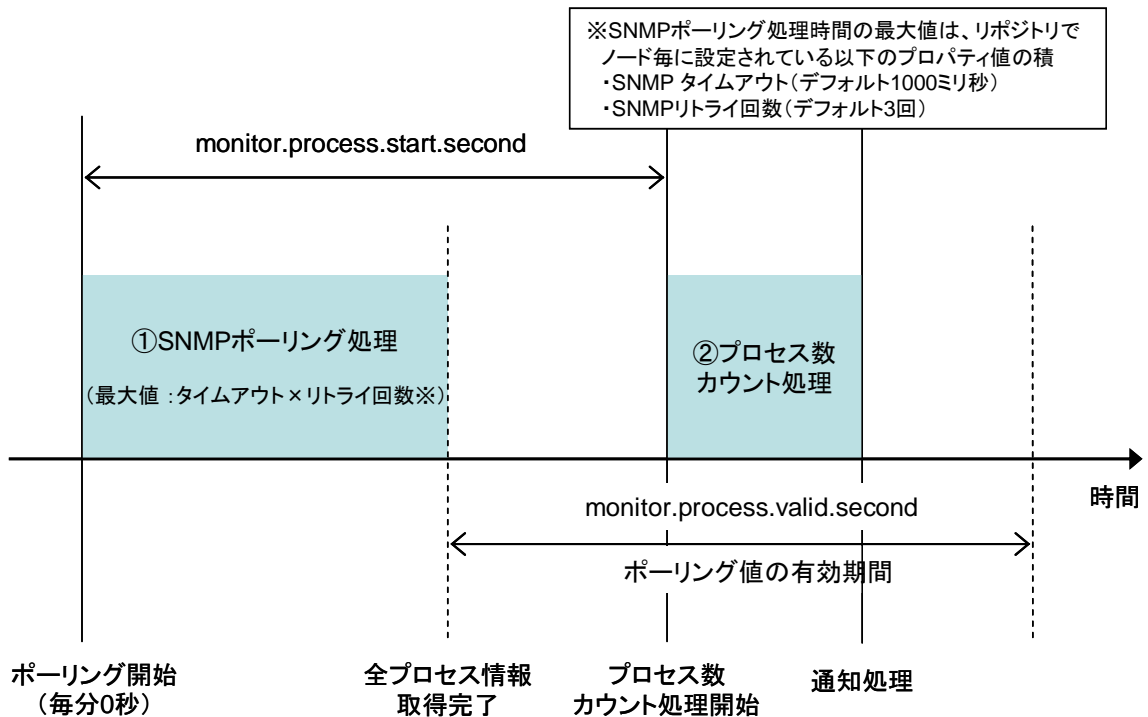 ※SNMPポーリング処理時間の最大値は、リポジトリで
ノード毎に設定されている以下のプロパティ値の積
・SNMP タイムアウト(デフォルト1000ミリ秒)
・SNMPリトライ回数(デフォルト3回)
monitor.process.start.second
①SNMPポーリング処理
(最大値 :タイムアウト×リトライ回数※)
②プロセス数
カウント処理
時間
monitor.process.valid.second
ポーリング値の有効期間
ポーリング開始
(毎分0秒)
全プロセス情報
取得完了
プロセス数
カウント処理開始
通知処理